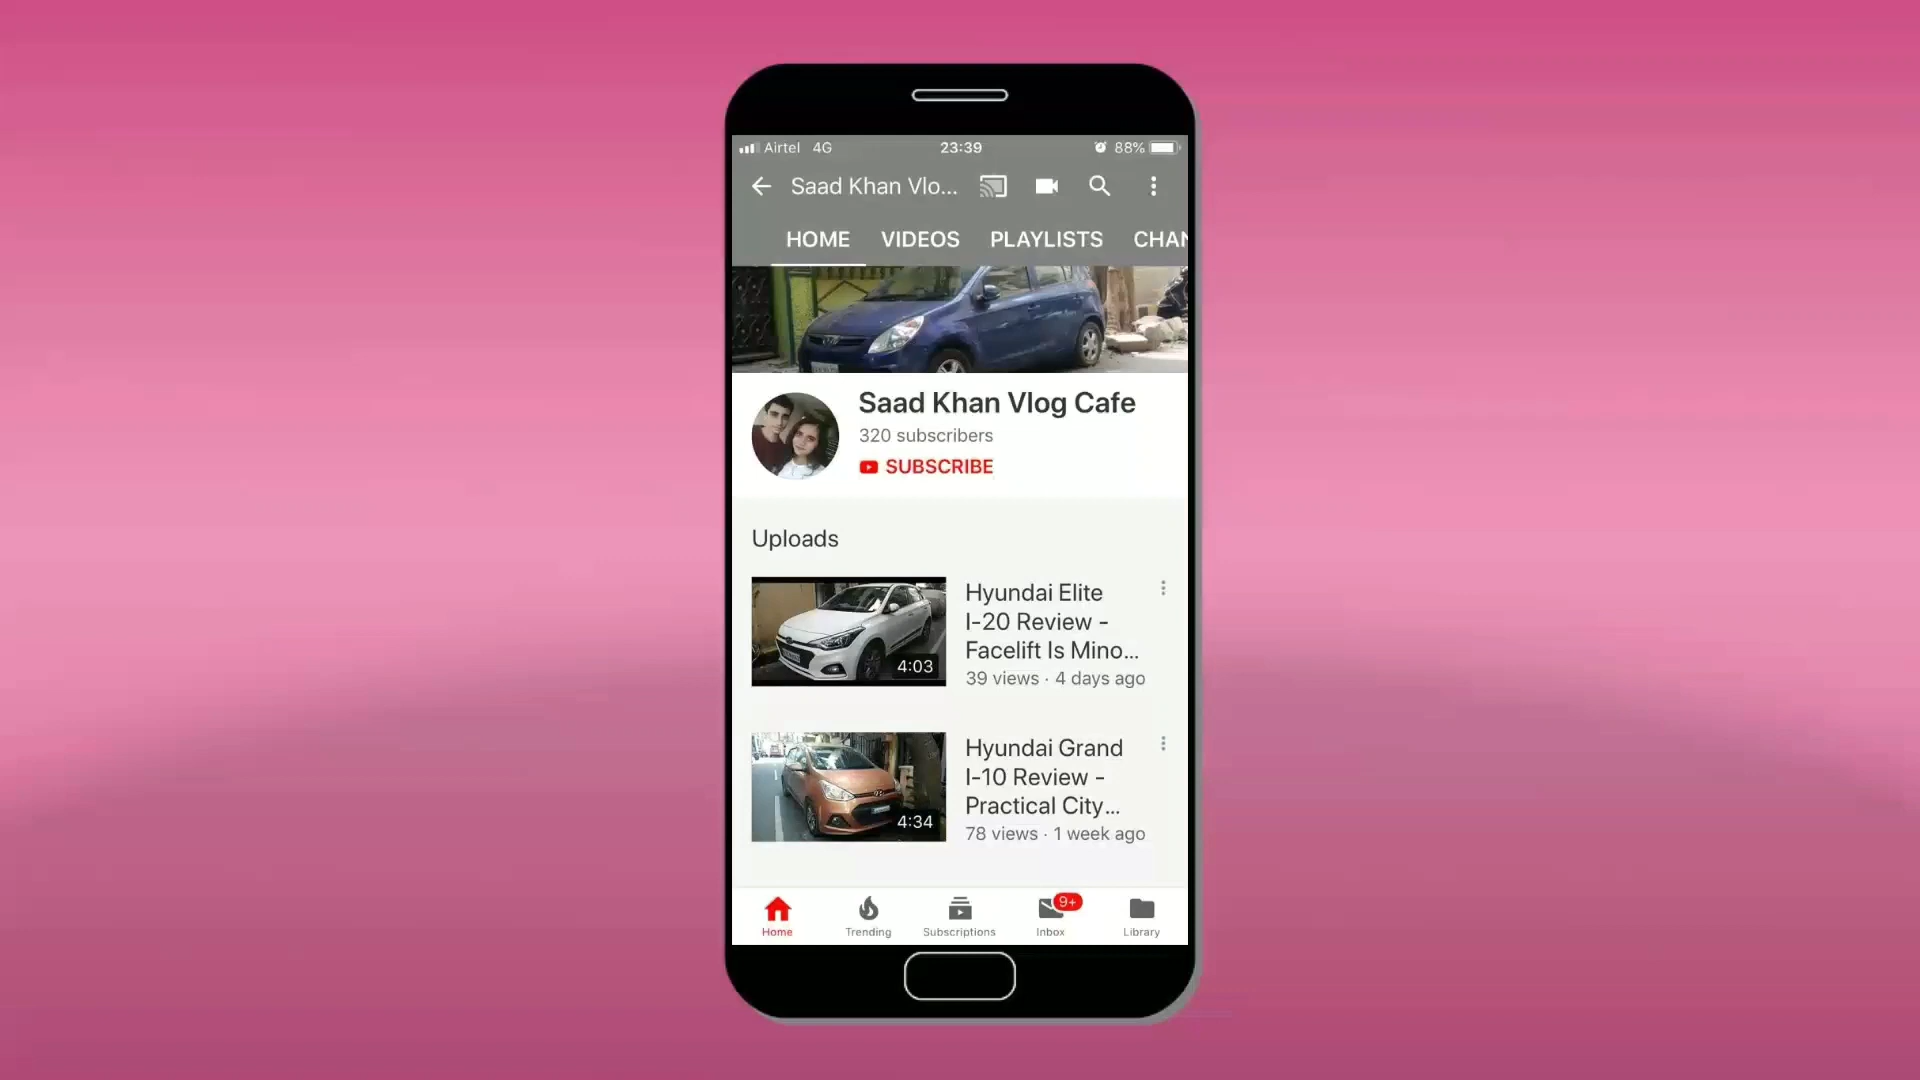 Airtel 4G 23:39 88%
Saad Khan Vlo...
HOME VIDEOS PLAYLISTS CHAN
Saad Khan Vlog Cafe
320 subscribers
SUBSCRIBE
Uploads
Hyundai Elite
I-20 Review -
Facelift Is Mino...
39 views · 4 days ago
4:03
Hyundai Grand
I-10 Review -
Practical City...
78 views · 1 week ago
4:34
9+
Home Trending Subscriptions Inbox Library